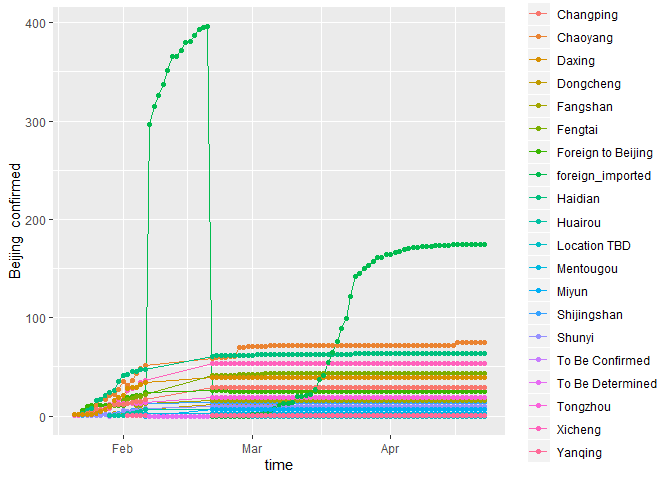 400
300
200
100
0
Beijing confirmed
Feb
Mar
Apr
time
Changping
Chaoyang
Daxing
Dongcheng
Fangshan
Fengtai
Foreign to Beijing
foreign_imported
Haidian
Huairou
Location TBD
Mentougou
Miyun
Shijingshan
Shunyi
To Be Confirmed
To Be Determined
Tongzhou
Xicheng
Yanqing